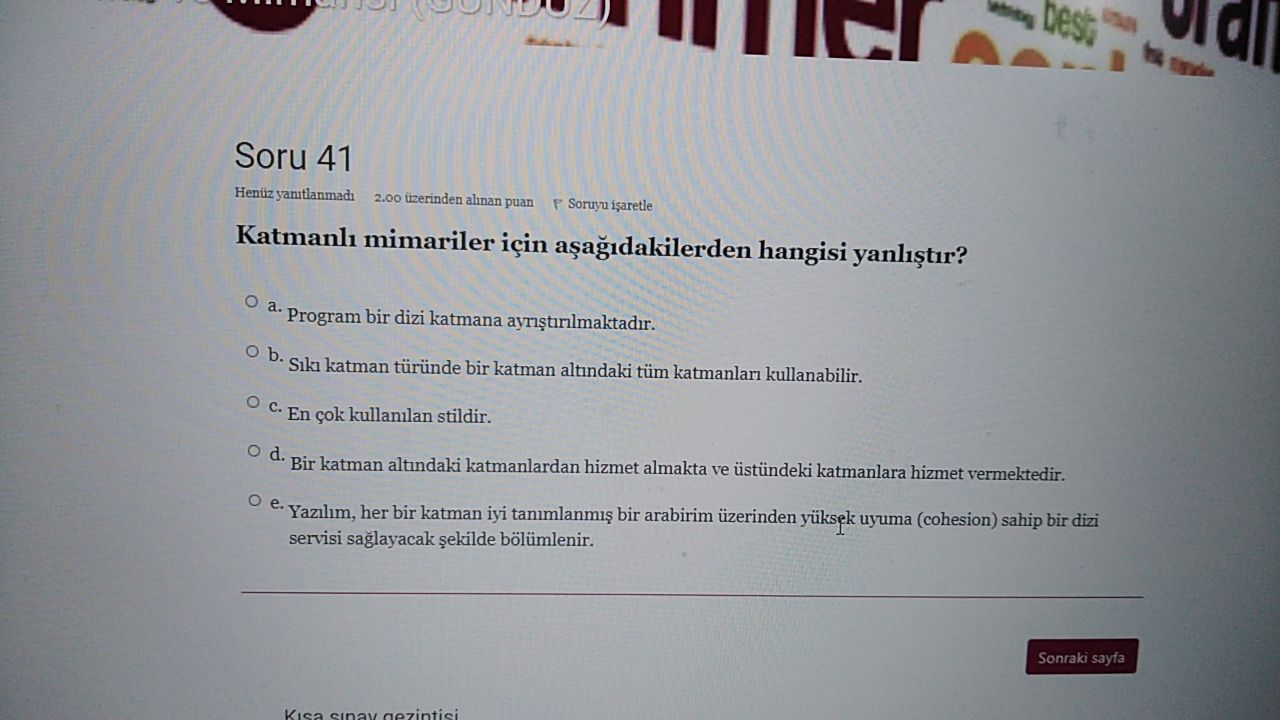 (GÜNDÜZ)
best
Soru 41
Henüz yanıtlanmadı 2.00 üzerinden alınan puan Soruyu işaretle
Katmanlı mimariler için aşağıdakilerden hangisi yanlıştır?
a. Program bir dizi katmana ayrıştırılmaktadır.
b. Sıkı katman türünde bir katman altındaki tüm katmanları kullanabilir.
c. En çok kullanılan stildir.
d. Bir katman altındaki katmanlardan hizmet almakta ve üstündeki katmanlara hizmet vermektedir.
e. Yazılım, her bir katman iyi tanımlanmış bir arabirim üzerinden yüksek uyuma (cohesion) sahip bir dizi
servisi sağlayacak şekilde bölümlenir.
Sonraki sayfa
Kısa sınav gezintisi